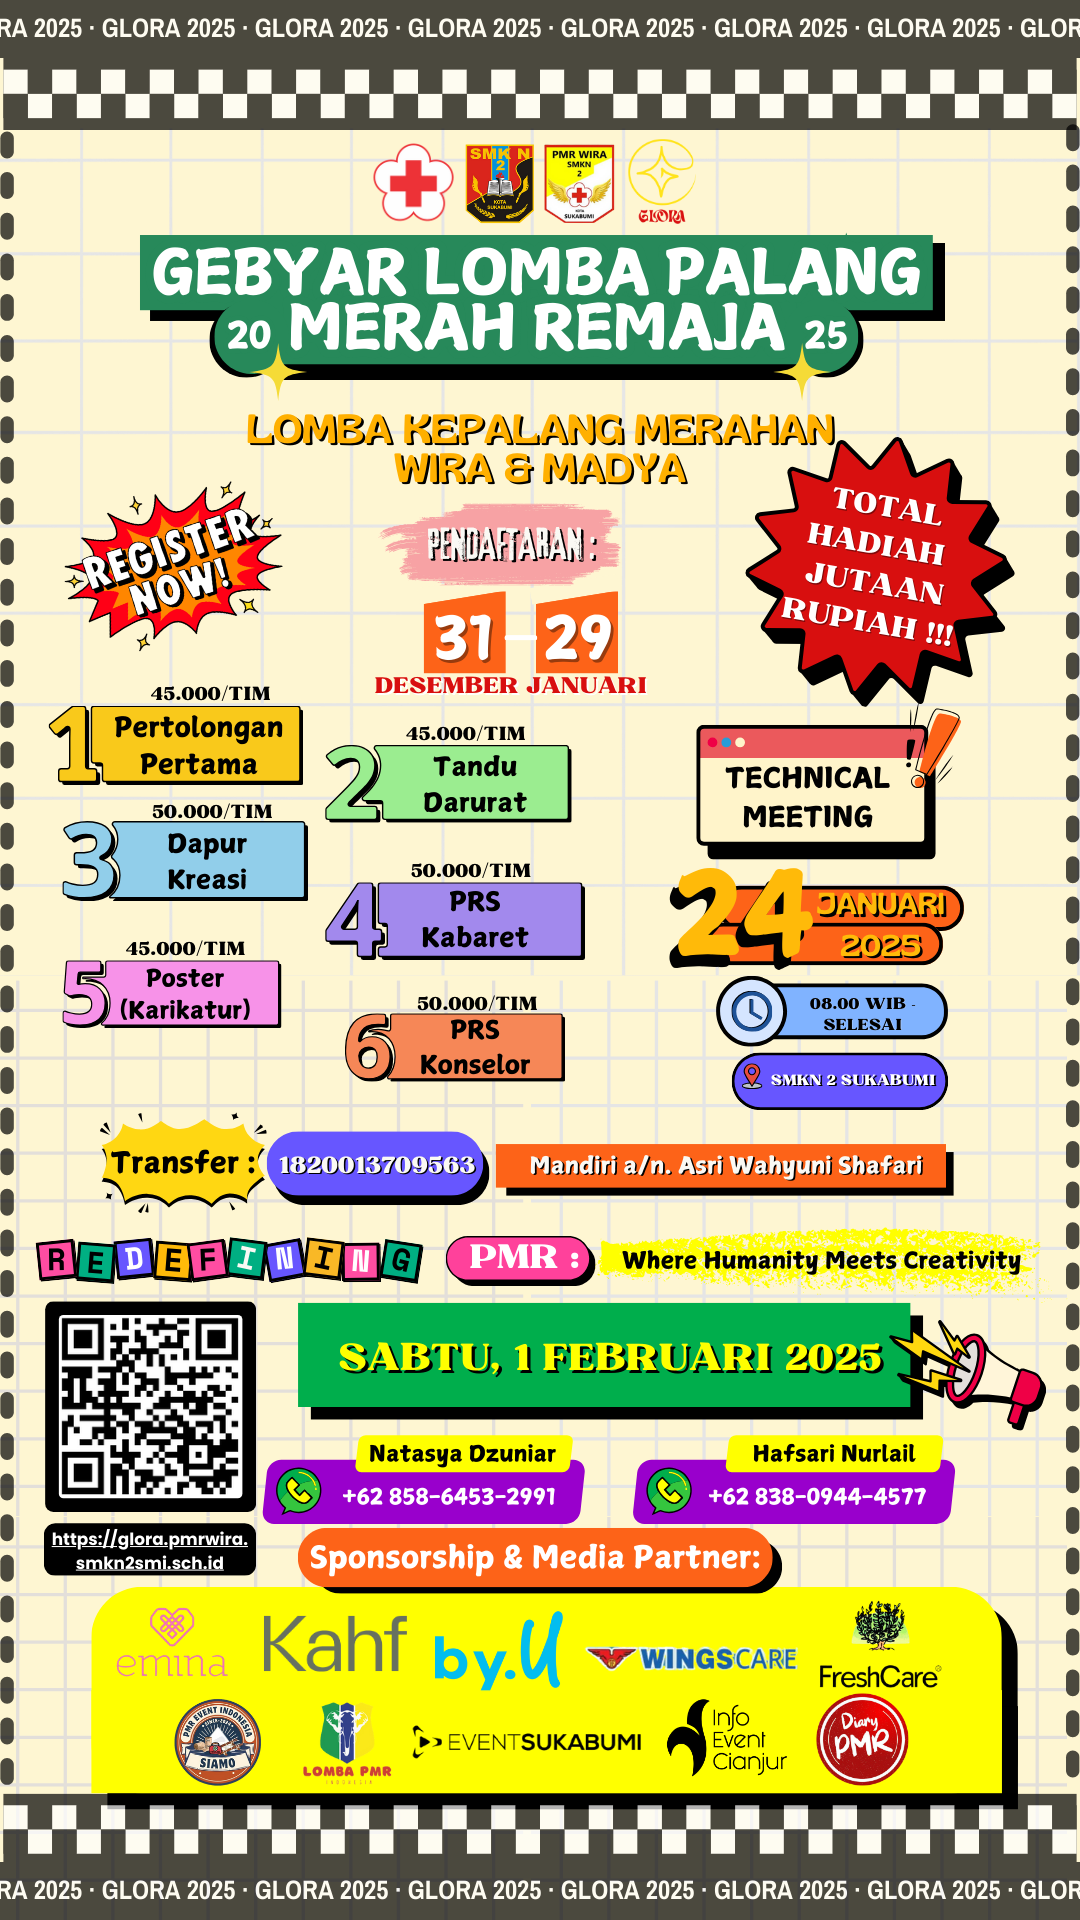 RA 2025 · GLORA 2025 · GLORA 2025 · GLORA 2025 · GLORA 2025 · GLORA 2025 · GLORA 2025 · GLOR
SMK N
2
KOTA
SUKABUMI
PMR WIRA
SMKN
2
KOTA
SUKABUMI
GLORA
GEBYAR LOMBA PALANG
20 MERAH REMAJA 25
LOMBA KEPALANG MERAHAN
WIRA & MADYA
REGISTER
NOW!
PENDAFTARAN :
31 — 29
DESEMBER JANUARI
TOTAL
HADIAH
JUTAAN
RUPIAH !!!
45.000/TIM
1 Pertolongan
Pertama
45.000/TIM
2 Tandu
Darurat
50.000/TIM
3 Dapur
Kreasi
50.000/TIM
4 PRS
Kabaret
45.000/TIM
5 Poster
(Karikatur)
50.000/TIM
6 PRS
Konselor
TECHNICAL
MEETING
24 JANUARI
2025
08.00 WIB -
SELESAI
SMKN 2 SUKABUMI
Transfer : 1820013709563 Mandiri a/n. Asri Wahyuni Shafari
REDEFINING PMR : Where Humanity Meets Creativity
SABTU, 1 FEBRUARI 2025
Natasya Dzuniar
+62 858-6453-2991
Hafsari Nurlail
+62 838-0944-4577
https://glora.pmrwira.
smkn2smi.sch.id
Sponsorship & Media Partner:
emina
Kahf
by.U
WINGSCARE
FreshCare
PMR EVENT INDONESIA
SIAMO
LOMBA PMR
INDONESIA
EVENTSUKABUMI
Info
Event
Cianjur
Diary
PMR
RA 2025 · GLORA 2025 · GLORA 2025 · GLORA 2025 · GLORA 2025 · GLORA 2025 · GLORA 2025 · GLOR